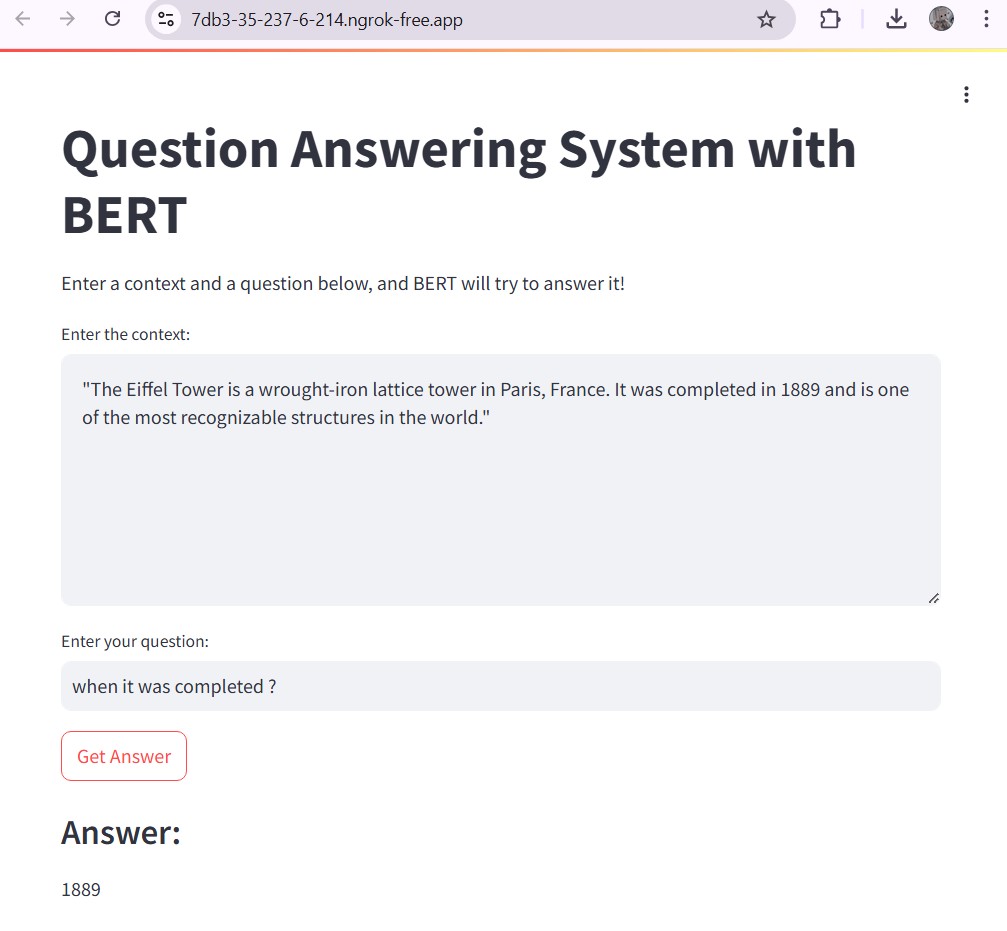 7db3-35-237-6-214.ngrok-free.app
Question Answering System with
BERT
Enter a context and a question below, and BERT will try to answer it!
Enter the context:
"The Eiffel Tower is a wrought-iron lattice tower in Paris, France. It was completed in 1889 and is one
of the most recognizable structures in the world."
Enter your question:
when it was completed ?
Get Answer
Answer:
1889